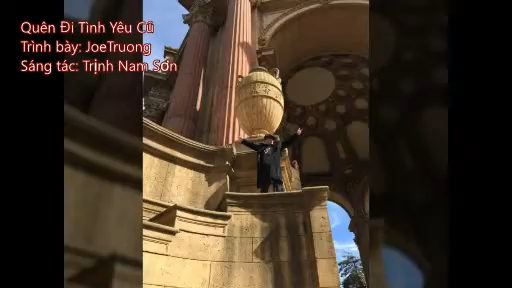 Quên Đi Tình Yêu Cũ
Trình bày: JoeTruong
Sáng tác: Trịnh Nam Sơn